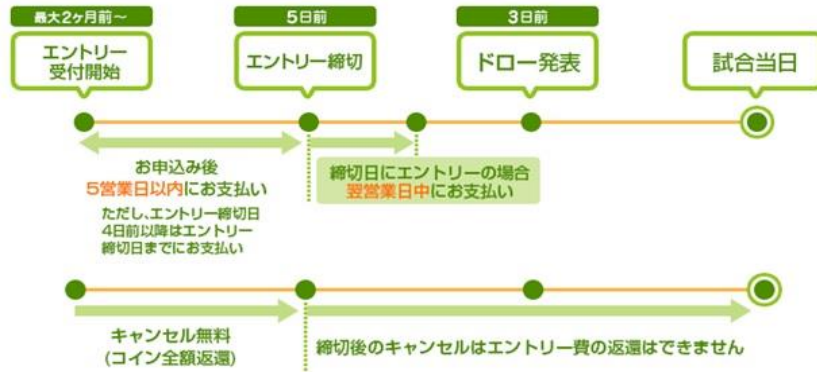 最大2ヶ月前～
5日前
3日前
エントリー
受付開始
エントリー締切
ドロー発表
試合当日
お申込み後
5営業日以内にお支払い
ただし、エントリー締切日
4日前以降はエントリー
締切日までにお支払い
締切日にエントリーの場合
翌営業日中にお支払い
キャンセル無料
(コイン全額返還)
締切後のキャンセルはエントリー費の返還はできません